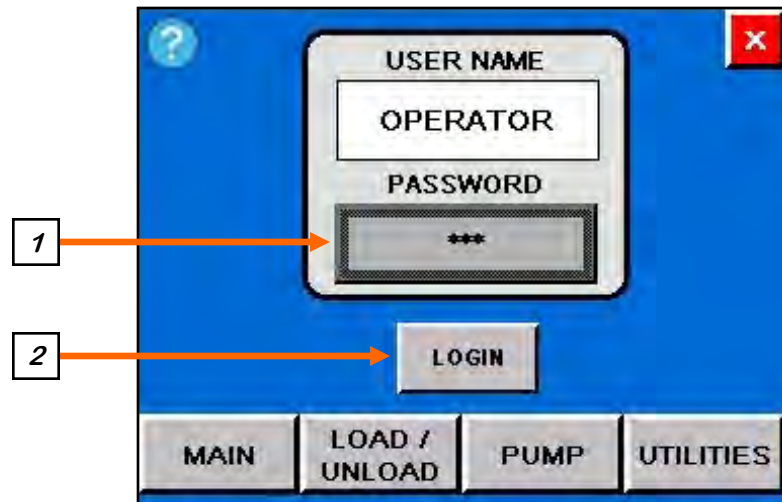 ?
X
USER NAME
OPERATOR
PASSWORD
***
1
LOGIN
2
MAIN
LOAD /
UNLOAD
PUMP
UTILITIES